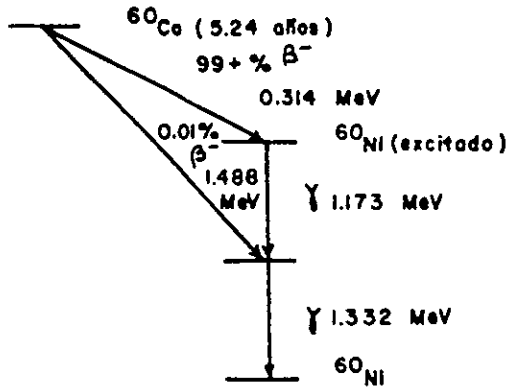 ⁶⁰Co (5.24 años)
99+ % β⁻
0.314 MeV
⁶⁰Ni (excitado)
0.01%
β⁻
1.488
MeV
γ 1.173 MeV
γ 1.332 MeV
⁶⁰Ni